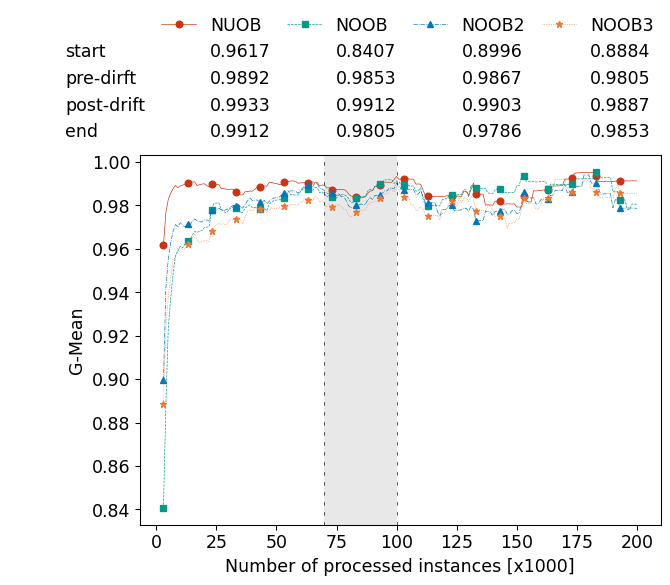 NUOB NOOB NOOB2 NOOB3
start 0.9617 0.8407 0.8996 0.8884
pre-dirft 0.9892 0.9853 0.9867 0.9805
post-drift 0.9933 0.9912 0.9903 0.9887
end 0.9912 0.9805 0.9786 0.9853
1.00
0.98
0.96
0.94
0.92
0.90
0.88
0.86
0.84
G-Mean
0 25 50 75 100 125 150 175 200
Number of processed instances [x1000]